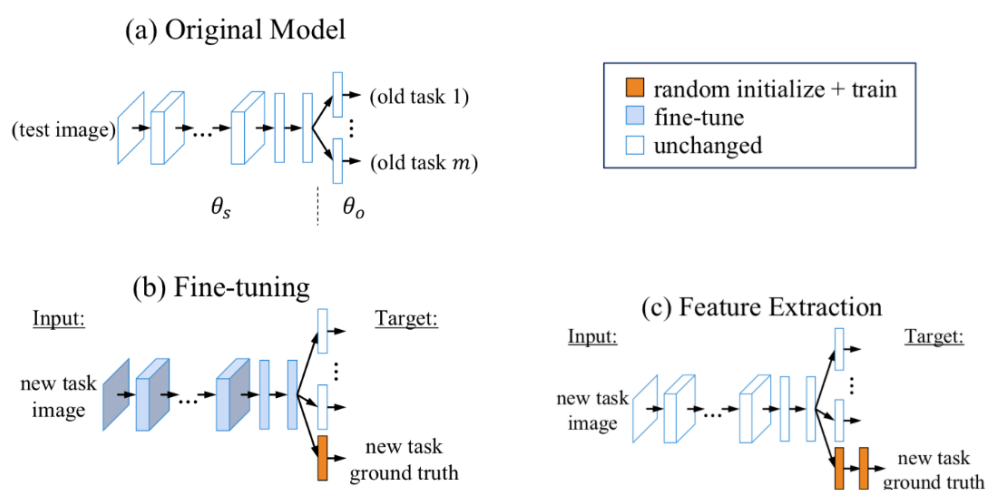 (a) Original Model
(test image)
...
(old task 1)
⋮
(old task m)
θs
θo
random initialize + train
fine-tune
unchanged
(b) Fine-tuning
Input:
Target:
new task
image
...
⋮
new task
ground truth
(c) Feature Extraction
Input:
Target:
new task
image
...
⋮
new task
ground truth